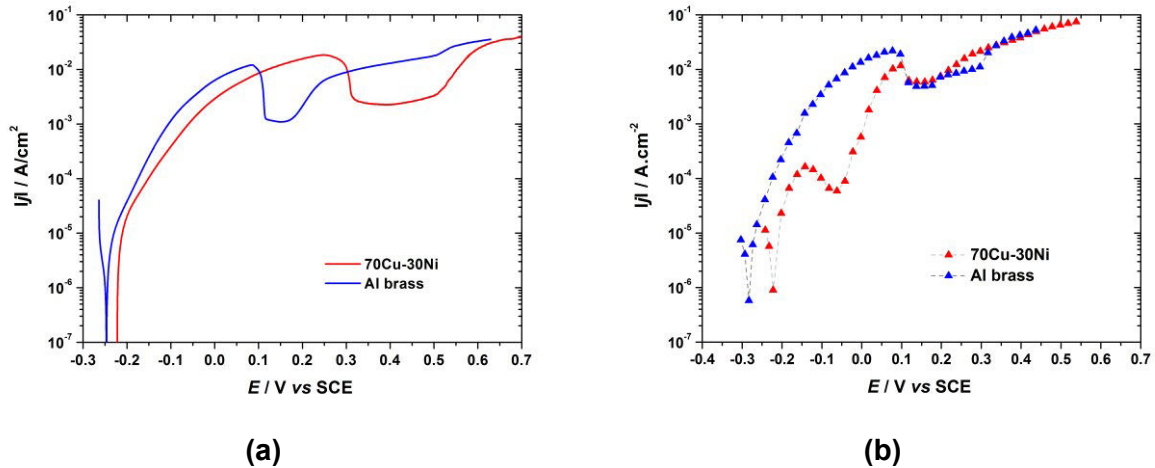 10⁻¹
10⁻²
10⁻³
10⁻⁴
10⁻⁵
10⁻⁶
10⁻⁷
|j| / A/cm²
70Cu-30Ni
Al brass
-0.3 -0.2 -0.1 0.0 0.1 0.2 0.3 0.4 0.5 0.6 0.7
E / V vs SCE
(a)
10⁻¹
10⁻²
10⁻³
10⁻⁴
10⁻⁵
10⁻⁶
10⁻⁷
|j| / A.cm⁻²
70Cu-30Ni
Al brass
-0.4 -0.3 -0.2 -0.1 0.0 0.1 0.2 0.3 0.4 0.5 0.6 0.7
E / V vs SCE
(b)